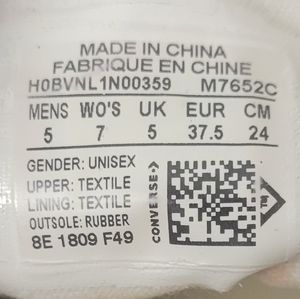 MADE IN CHINA
FABRIQUE EN CHINE
H0BVNL1N00359 M7652C
MENS WO'S UK EUR CM
5 7 5 37.5 24
GENDER: UNISEX
UPPER: TEXTILE
LINING: TEXTILE
OUTSOLE: RUBBER
8E 1809 F49
CONVERSE